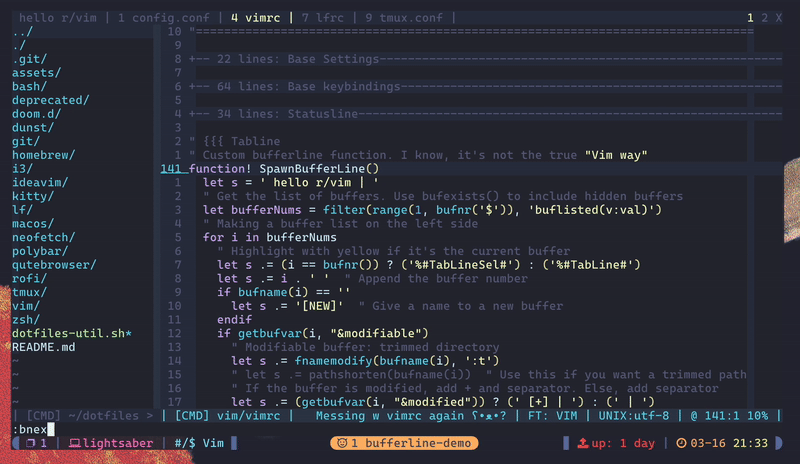 hello r/vim | 1 config.conf | 4 vimrc | 7 lfrc | 9 tmux.conf | 1 2 X
../
./
.git/
assets/
bash/
deprecated/
doom.d/
dunst/
git/
homebrew/
i3/
ideavim/
kitty/
lf/
macos/
neofetch/
polybar/
qutebrowser/
rofi/
tmux/
vim/
zsh/
dotfiles-util.sh*
README.md
~
~
~
~
10 "================================================================================
9
8 +-- 22 lines: Base Settings-----------------------------------------------------
7
6 +-- 64 lines: Base keybindings--------------------------------------------------
5
4 +-- 34 lines: Statusline--------------------------------------------------------
3
2 " {{{ Tabline
1 " Custom bufferline function. I know, it's not the true "Vim way"
141 function! SpawnBufferLine()
1 let s = ' hello r/vim | '
2 " Get the list of buffers. Use bufexists() to include hidden buffers
3 let bufferNums = filter(range(1, bufnr('$')), 'buflisted(v:val)')
4 " Making a buffer list on the left side
5 for i in bufferNums
6 " Highlight with yellow if it's the current buffer
7 let s .= (i == bufnr()) ? ('%#TabLineSel#') : ('%#TabLine#')
8 let s .= i . ' ' " Append the buffer number
9 if bufname(i) == ''
10 let s .= '[NEW]' " Give a name to a new buffer
11 endif
12 if getbufvar(i, "&modifiable")
13 " Modifiable buffer: trimmed directory
14 let s .= fnamemodify(bufname(i), ':t')
15 " let s .= pathshorten(bufname(i)) " Use this if you want a trimmed path
16 " If the buffer is modified, add + and separator. Else, add separator
17 let s .= (getbufvar(i, "&modified")) ? (' [+] | ') : (' | ')
| [CMD] ~/dotfiles > | [CMD] vim/vimrc | Messing w vimrc again ʕ•ᴥ•? | FT: VIM | UNIX:utf-8 | @ 141:1 10% |
:bnex
1 | lightsaber | #/$ Vim 1 bufferline-demo up: 1 day | 03-16 21:33